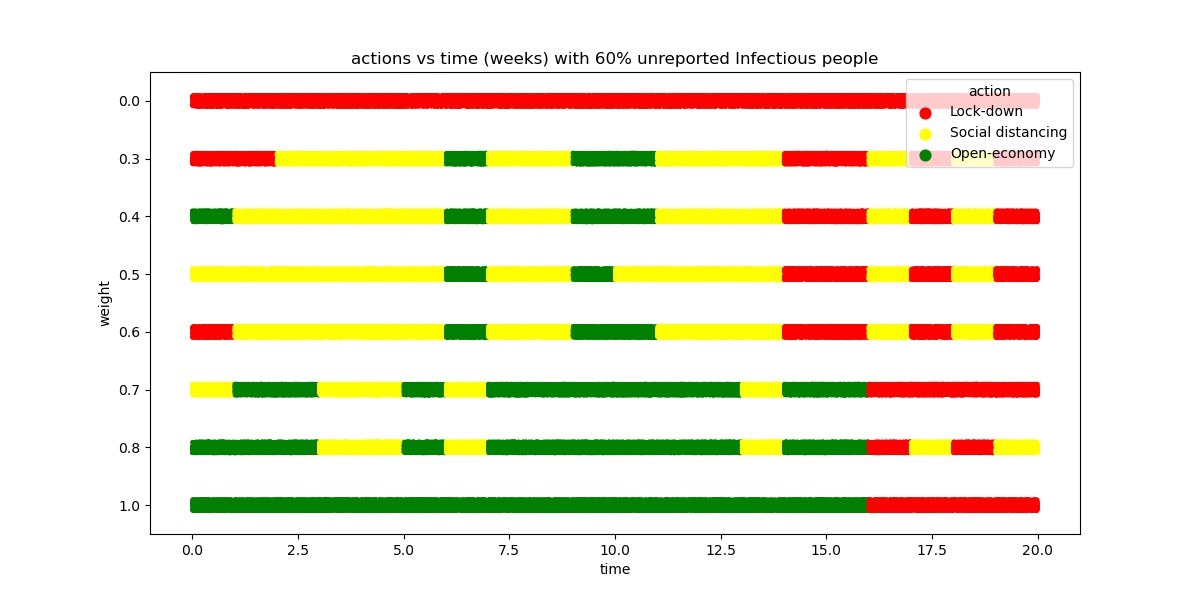 actions vs time (weeks) with 60% unreported Infectious people
action
Lock-down
Social distancing
Open-economy
weight
0.0
0.3
0.4
0.5
0.6
0.7
0.8
1.0
0.0 2.5 5.0 7.5 10.0 12.5 15.0 17.5 20.0
time